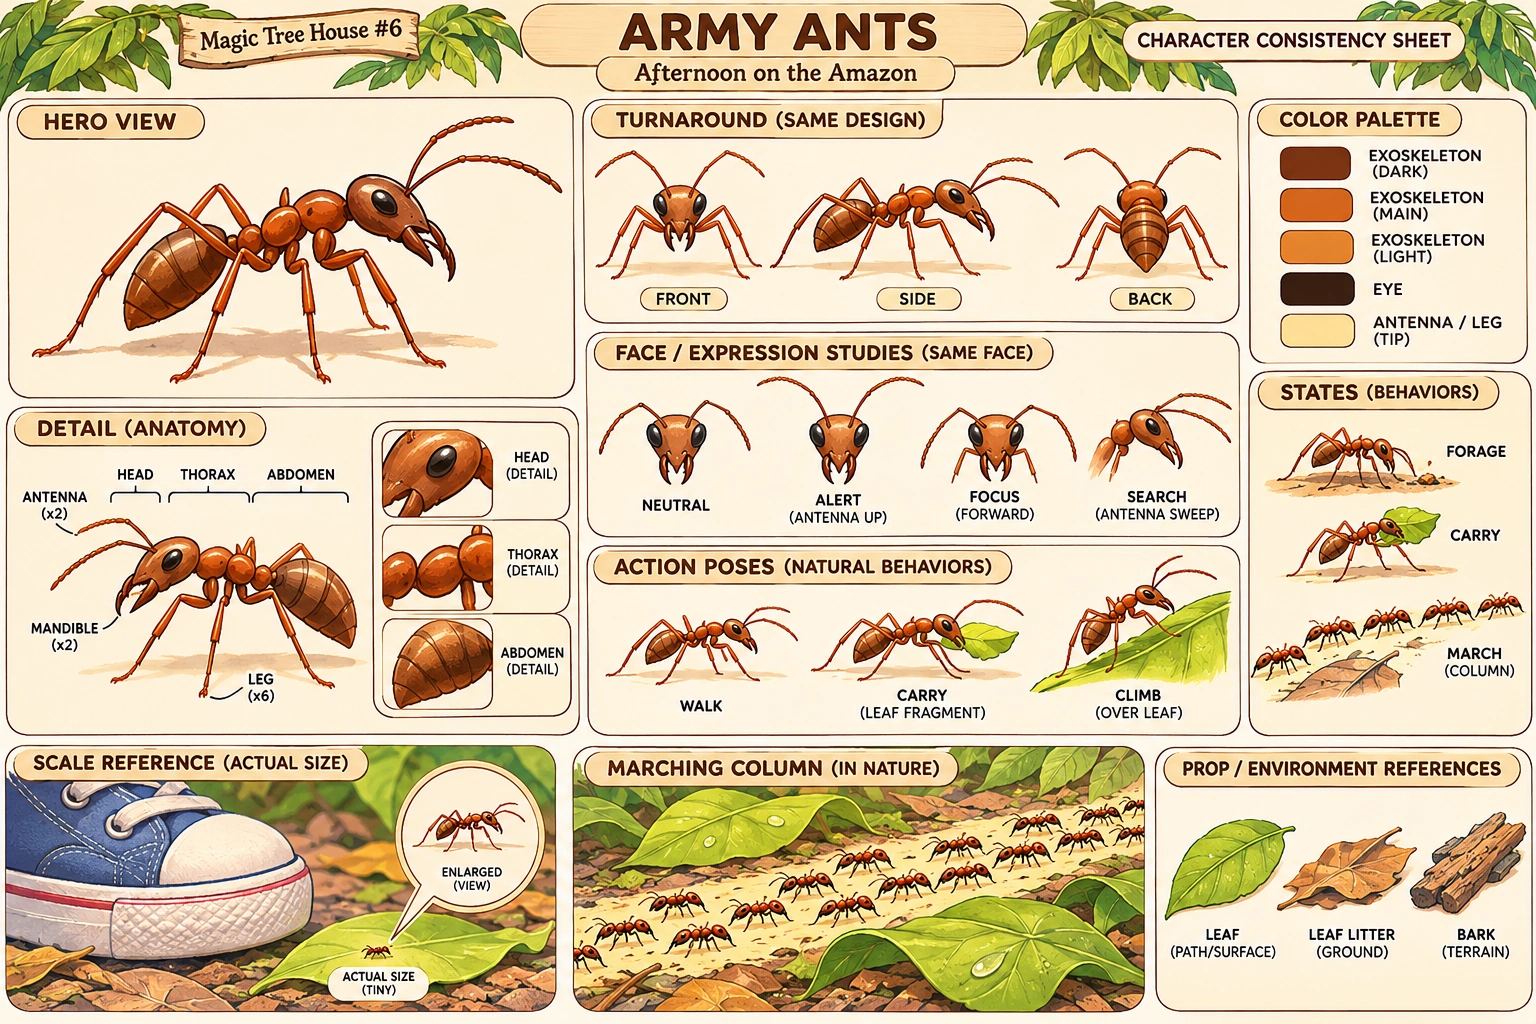 Magic Tree House #6
ARMY ANTS
Afternoon on the Amazon
CHARACTER CONSISTENCY SHEET
HERO VIEW
TURNAROUND (SAME DESIGN)
FRONT
SIDE
BACK
COLOR PALETTE
EXOSKELETON
(DARK)
EXOSKELETON
(MAIN)
EXOSKELETON
(LIGHT)
EYE
ANTENNA / LEG
(TIP)
DETAIL (ANATOMY)
HEAD
THORAX
ABDOMEN
ANTENNA
(x2)
MANDIBLE
(x2)
LEG
(x6)
HEAD
(DETAIL)
THORAX
(DETAIL)
ABDOMEN
(DETAIL)
FACE / EXPRESSION STUDIES (SAME FACE)
NEUTRAL
ALERT
(ANTENNA UP)
FOCUS
(FORWARD)
SEARCH
(ANTENNA SWEEP)
ACTION POSES (NATURAL BEHAVIORS)
WALK
CARRY
(LEAF FRAGMENT)
CLIMB
(OVER LEAF)
STATES (BEHAVIORS)
FORAGE
CARRY
MARCH
(COLUMN)
SCALE REFERENCE (ACTUAL SIZE)
ENLARGED
(VIEW)
ACTUAL SIZE
(TINY)
MARCHING COLUMN (IN NATURE)
PROP / ENVIRONMENT REFERENCES
LEAF
(PATH/SURFACE)
LEAF LITTER
(GROUND)
BARK
(TERRAIN)